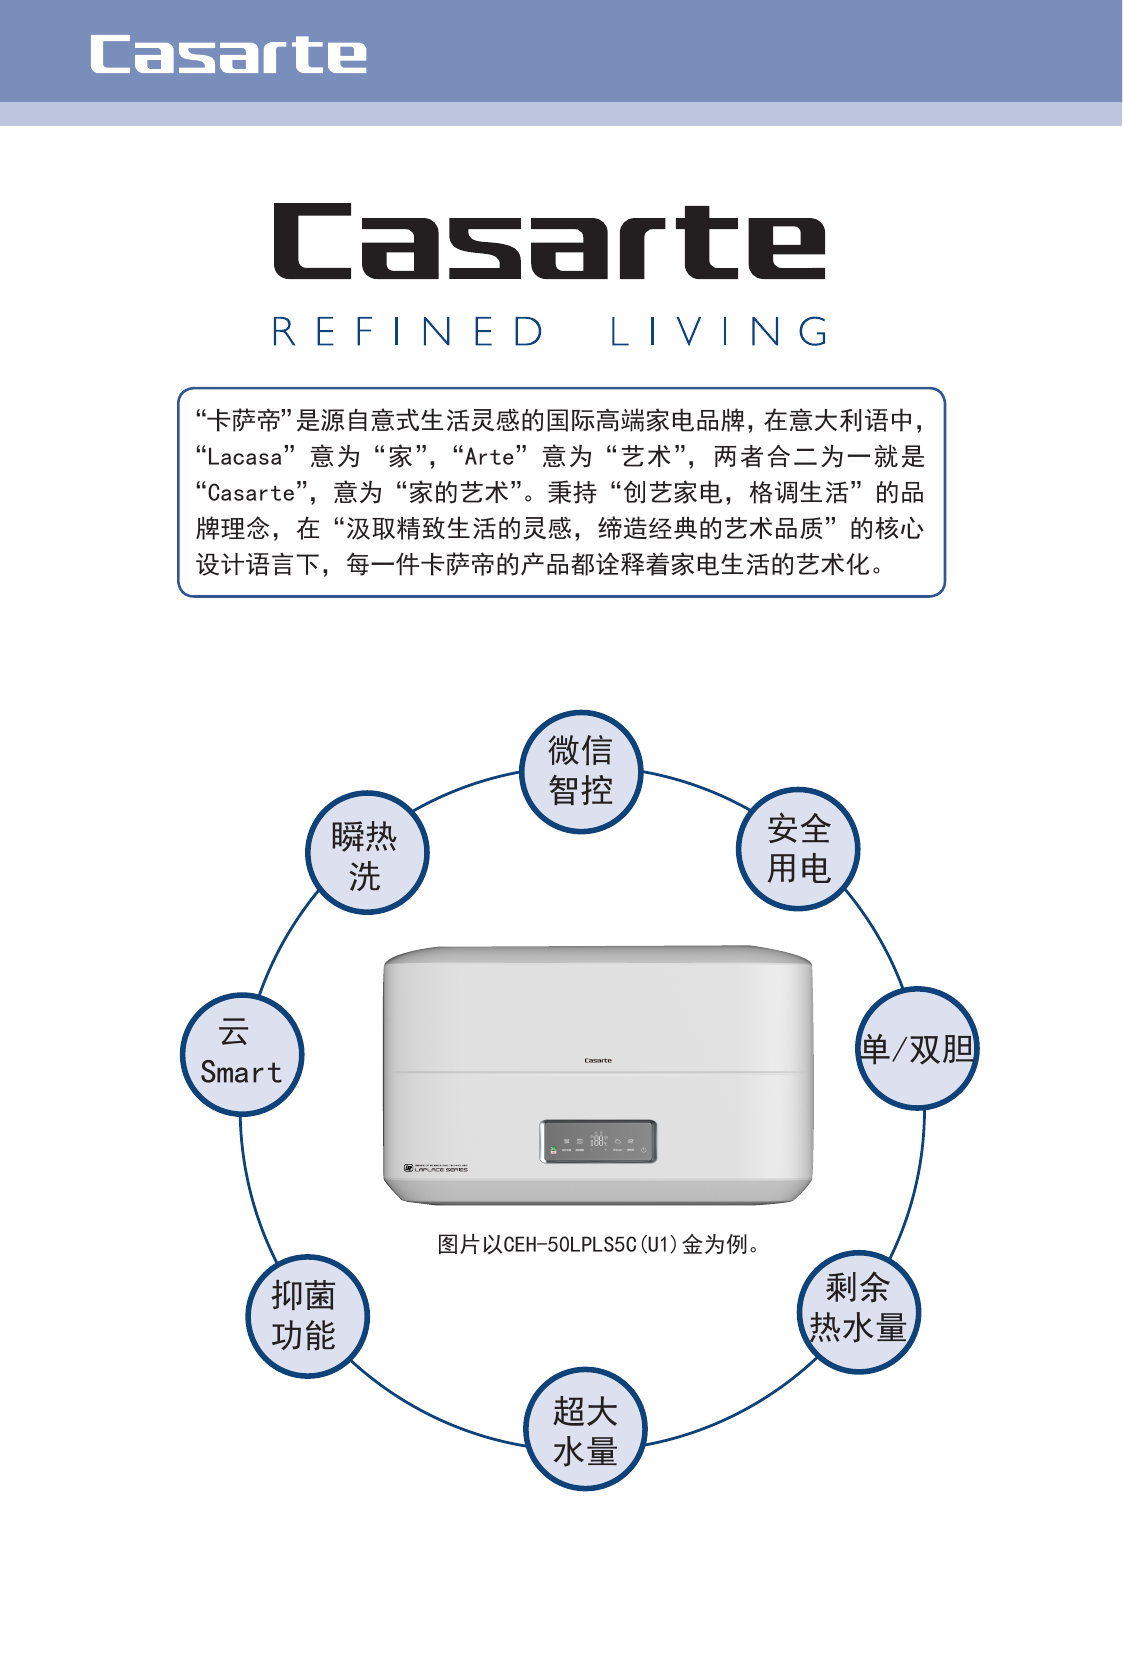 Casarte
Casarte
REFINED LIVING
“卡萨帝”是源自意式生活灵感的国际高端家电品牌，在意大利语中，
“Lacasa” 意为 “家”，“Arte” 意为 “艺术”，两者合二为一就是
“Casarte”，意为 “家的艺术”。秉持 “创艺家电，格调生活” 的品
牌理念，在 “汲取精致生活的灵感，缔造经典的艺术品质” 的核心
设计语言下，每一件卡萨帝的产品都诠释着家电生活的艺术化。
微信
智控
安全
用电
瞬热
洗
云
Smart
单/双胆
Casarte
LAPLACE SERIES
图片以CEH-50LPLS5C(U1)金为例。
抑菌
功能
剩余
热水量
超大
水量